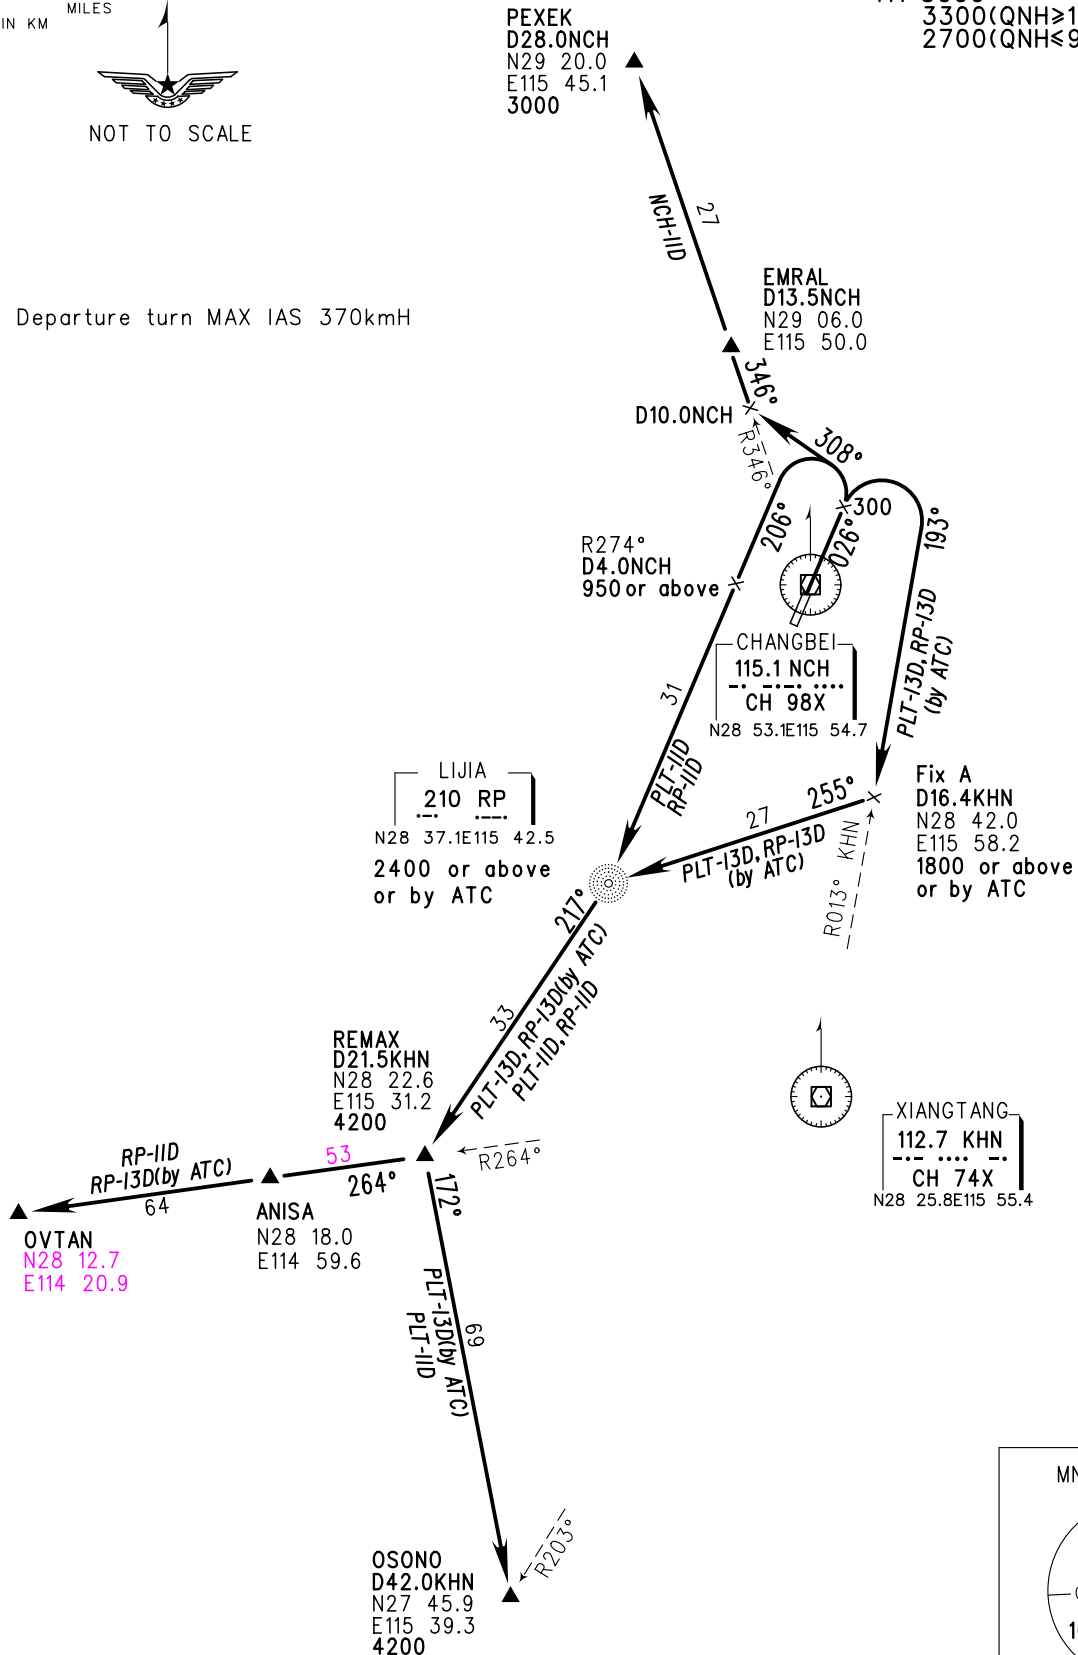 MILES
IN KM
NOT TO SCALE
3300(QNH≥1
2700(QNH≤9
PEXEK
D28.0NCH
N29 20.0
E115 45.1
3000
27
NCH-11D
Departure turn MAX IAS 370kmH
EMRAL
D13.5NCH
N29 06.0
E115 50.0
346°
D10.0NCH
R346°
308°
300
206°
026°
193°
R274°
D4.0NCH
950 or above
CHANGBEI
115.1 NCH
CH 98X
N28 53.1E115 54.7
PLT-13D, RP-13D
(by ATC)
31
PLT-11D
RP-11D
LIJIA
210 RP
N28 37.1E115 42.5
2400 or above
or by ATC
255°
27
PLT-13D, RP-13D
(by ATC)
Fix A
D16.4KHN
N28 42.0
E115 58.2
1800 or above
or by ATC
R013° KHN
217°
33
PLT-13D, RP-13D(by ATC)
PLT-11D, RP-11D
REMAX
D21.5KHN
N28 22.6
E115 31.2
4200
R264°
XIANGTANG
112.7 KHN
CH 74X
N28 25.8E115 55.4
RP-11D
RP-13D(by ATC)
64
53
264°
172°
OVTAN
N28 12.7
E114 20.9
ANISA
N28 18.0
E114 59.6
69
PLT-13D(by ATC)
PLT-11D
OSONO
D42.0KHN
N27 45.9
E115 39.3
4200
R203°